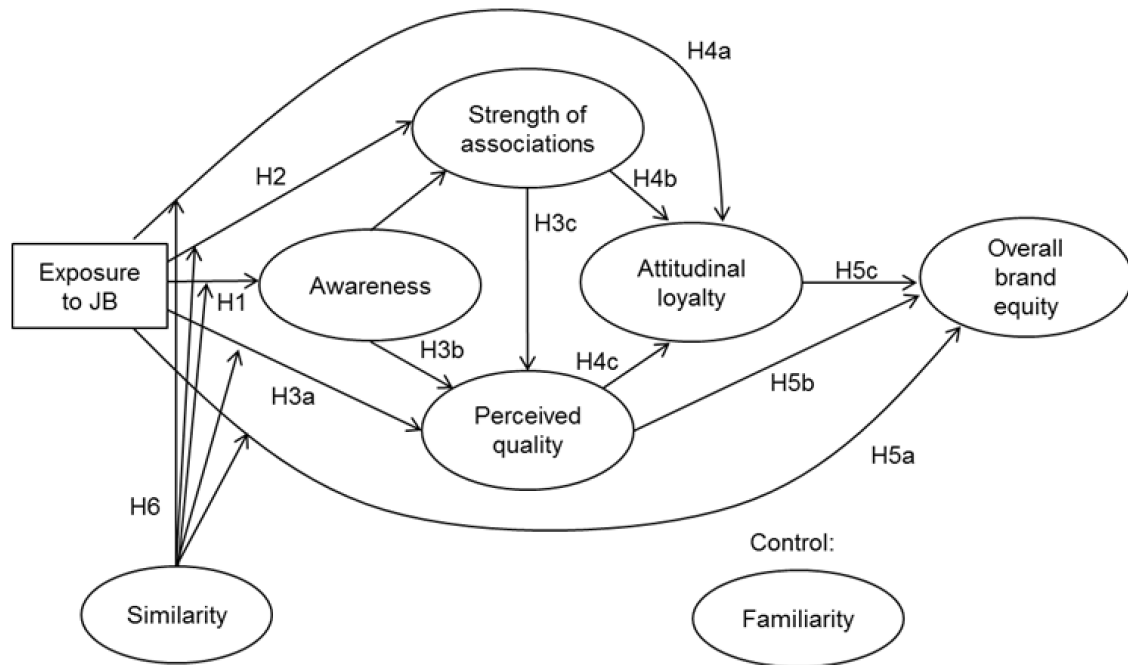 H4a
Strength of
associations
H2
H4b
H3c
Exposure
to JB
H1
Awareness
Attitudinal
loyalty
H5c
Overall
brand
equity
H3b
H3a
H4c
H5b
Perceived
quality
H5a
H6
Control:
Similarity
Familiarity